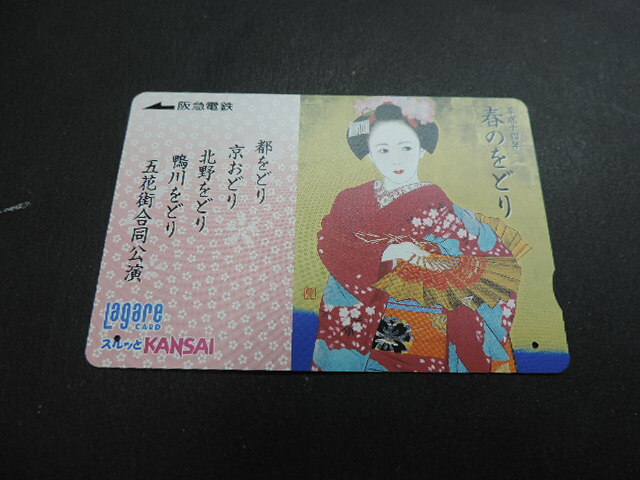 阪急電鉄
都をどり
京おどり
北野をどり
鴨川をどり
五花街合同公演
Lagare
CARD
スルッとKANSAI
春のをどり